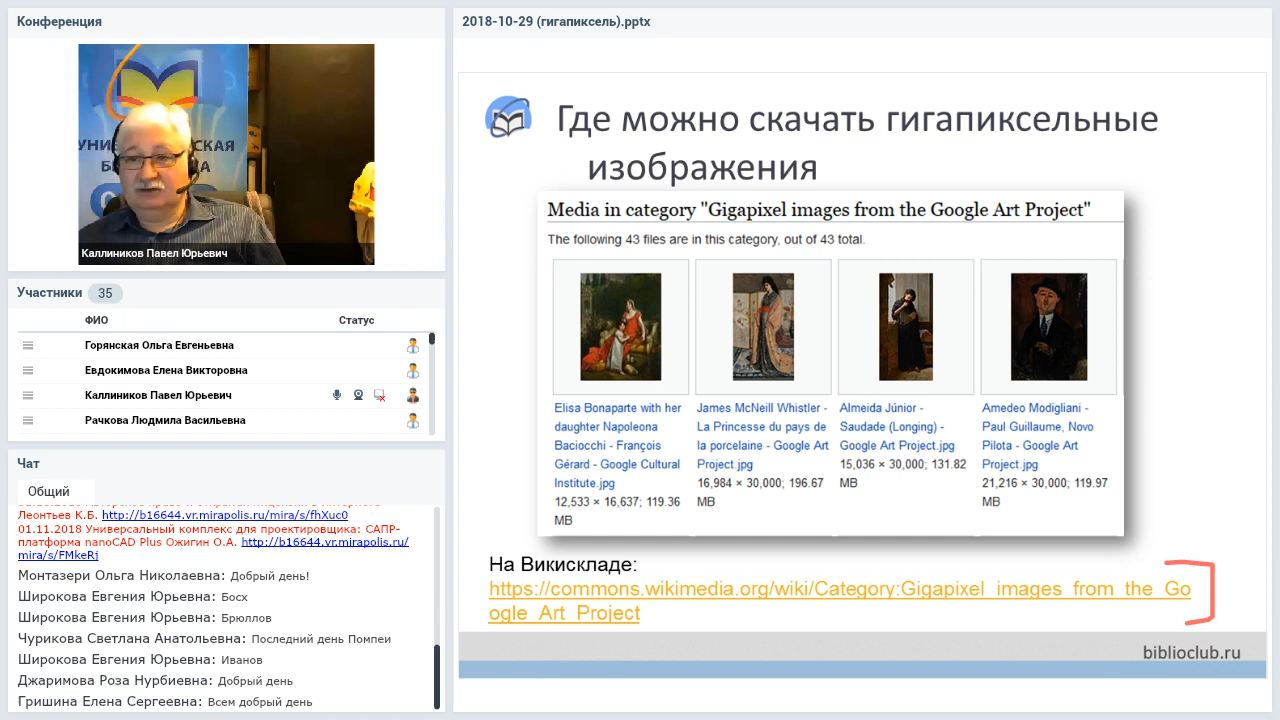 Конференция
УНИВЕРСИТЕТСКАЯ
Каллиников Павел Юрьевич
Участники 35
ФИО Статус
Горянская Ольга Евгеньевна
Евдокимова Елена Викторовна
Каллиников Павел Юрьевич
Рачкова Людмила Васильевна
Чат
Общий
Леонтьев К.Б. http://b16644.vr.mirapolis.ru/mira/s/fhXuc0
01.11.2018 Универсальный комплекс для проектировщика: САПР-
платформа nanoCAD Plus Ожигин О.А. http://b16644.vr.mirapolis.ru/
mira/s/FMkeRj
Монтазери Ольга Николаевна: Добрый день!
Широкова Евгения Юрьевна: Босх
Широкова Евгения Юрьевна: Брюллов
Чурикова Светлана Анатольевна: Последний день Помпеи
Широкова Евгения Юрьевна: Иванов
Джаримова Роза Нурбиевна: Добрый день
Гришина Елена Сергеевна: Всем добрый день
2018-10-29 (гигапиксель).pptx
Где можно скачать гигапиксельные
изображения
Media in category "Gigapixel images from the Google Art Project"
The following 43 files are in this category, out of 43 total.
Elisa Bonaparte with her
daughter Napoleona
Baciocchi - François
Gérard - Google Cultural
Institute.jpg
12,533 × 16,637; 119.36
MB
James McNeill Whistler -
La Princesse du pays de
la porcelaine - Google Art
Project.jpg
16,984 × 30,000; 196.67
MB
Almeida Júnior -
Saudade (Longing) -
Google Art Project.jpg
15,036 × 30,000; 131.82
MB
Amedeo Modigliani -
Paul Guillaume, Novo
Pilota - Google Art
Project.jpg
21,216 × 30,000; 119.97
MB
На Викискладе:
https://commons.wikimedia.org/wiki/Category:Gigapixel_images_from_the_Go
ogle_Art_Project
biblioclub.ru